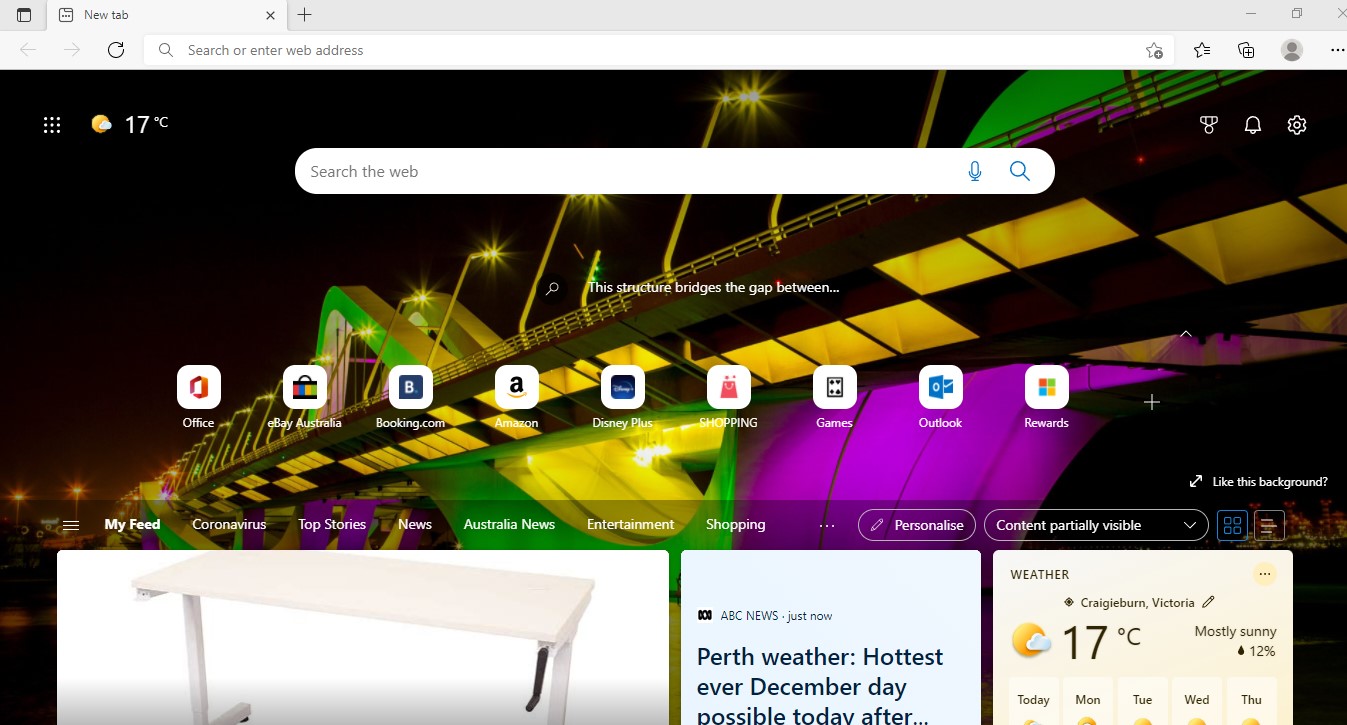 New tab
Search or enter web address
17 °C
Search the web
This structure bridges the gap between...
Office
eBay Australia
Booking.com
Amazon
Disney Plus
SHOPPING
Games
Outlook
Rewards
Like this background?
My Feed
Coronavirus
Top Stories
News
Australia News
Entertainment
Shopping
...
Personalise
Content partially visible
WEATHER
Craigieburn, Victoria
17 °C
Mostly sunny
12%
Today
Mon
Tue
Wed
Thu
ABC NEWS · just now
Perth weather: Hottest
ever December day
possible today after...